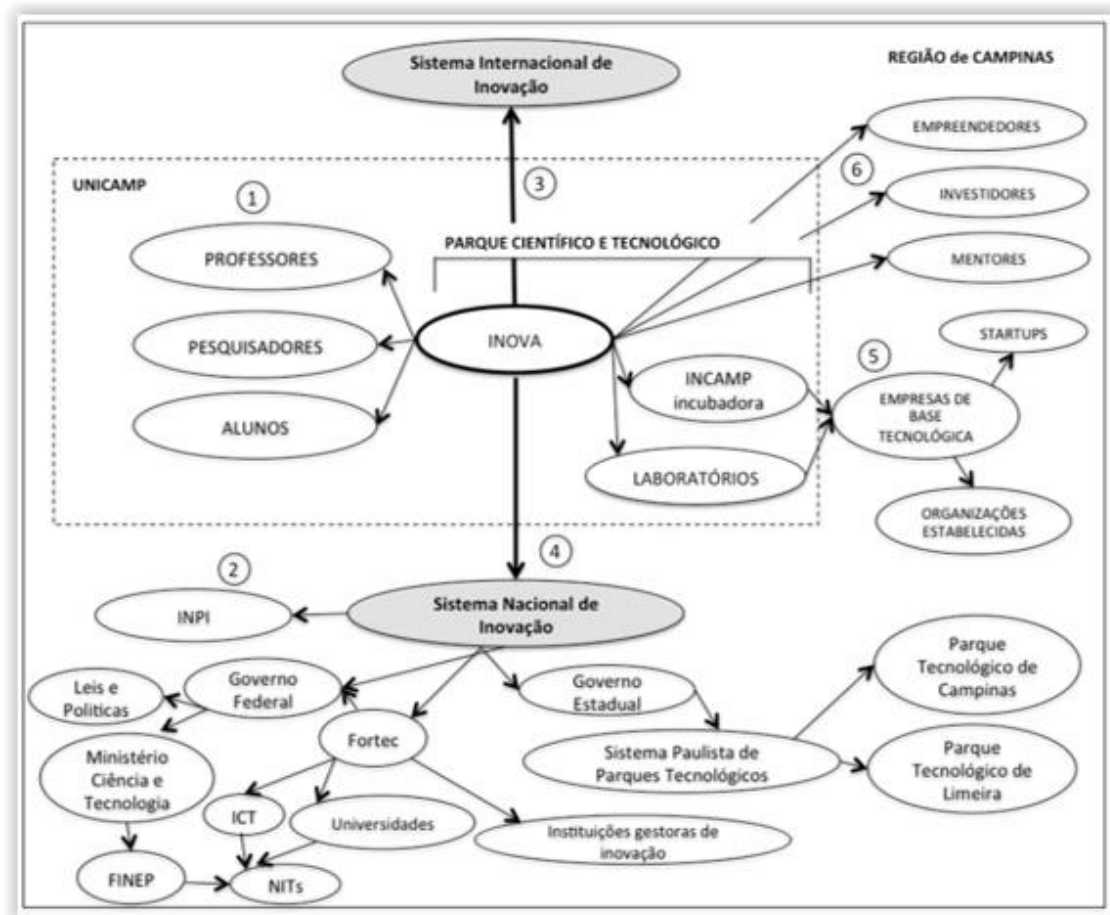 Sistema Internacional de
Inovação
REGIÃO de CAMPINAS
EMPREENDEDORES
UNICAMP
1
3
6
INVESTIDORES
PROFESSORES
PARQUE CIENTÍFICO E TECNOLÓGICO
MENTORES
PESQUISADORES
INOVA
STARTUPS
INCAMP
incubadora
5
EMPRESAS DE
BASE
TECNOLÓGICA
ALUNOS
LABORATÓRIOS
ORGANIZAÇÕES
ESTABELECIDAS
4
2
INPI
Sistema Nacional de
Inovação
Leis e
Politicas
Governo
Federal
Governo
Estadual
Parque
Tecnológico de
Campinas
Fortec
Ministério
Ciência e
Tecnologia
Sistema Paulista de
Parques Tecnológicos
Parque
Tecnológico de
Limeira
ICT
Universidades
Instituições gestoras de
inovação
FINEP
NITs